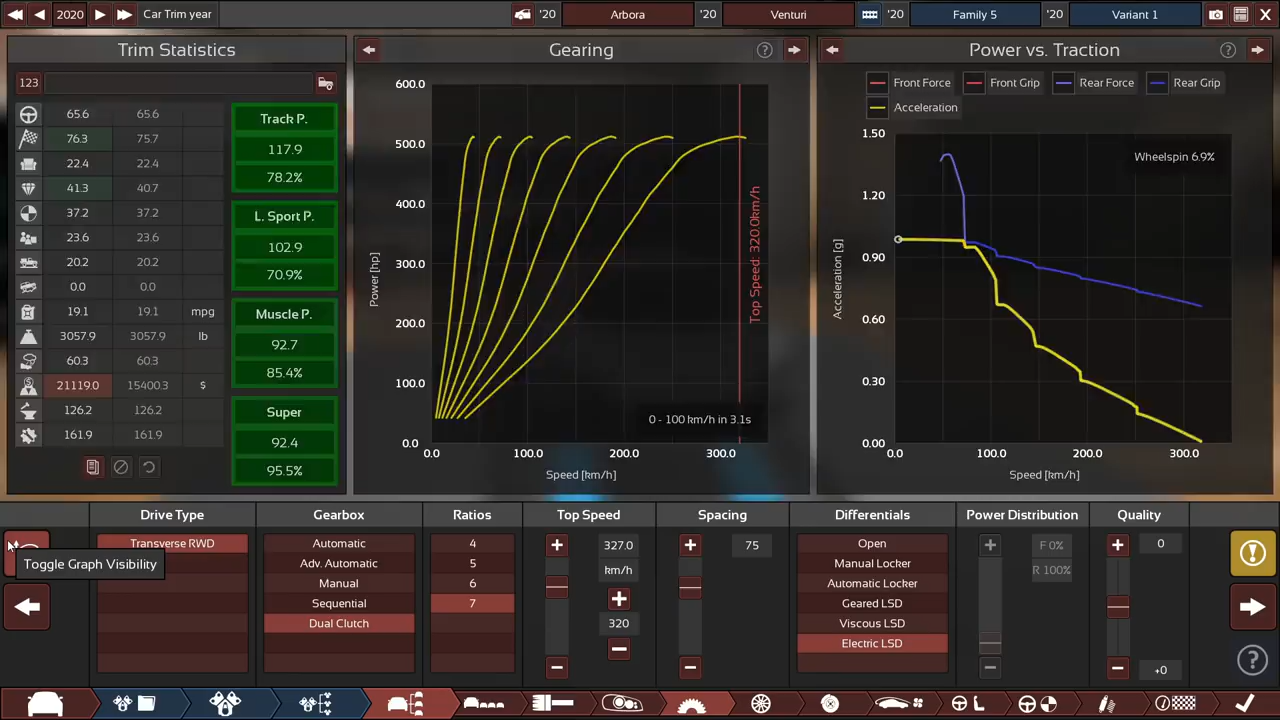 2020 Car Trim year '20 Arbora '20 Venturi '20 Family 5 '20 Variant 1
Trim Statistics
123
65.6 65.6
76.3 75.7
22.4 22.4
41.3 40.7
37.2 37.2
23.6 23.6
20.2 20.2
0.0 0.0
19.1 19.1 mpg
3057.9 3057.9 lb
60.3 60.3
21119.0 15400.3 $
126.2 126.2
161.9 161.9
Track P.
117.9
78.2%
L. Sport P.
102.9
70.9%
Muscle P.
92.7
85.4%
Super
92.4
95.5%
Gearing ?
600.0
500.0
400.0
300.0
200.0
100.0
0.0
Power [hp]
0.0 100.0 200.0 300.0
Speed [km/h]
Top Speed: 320.0km/h
0 - 100 km/h in 3.1s
Power vs. Traction ?
Front Force Front Grip Rear Force Rear Grip
Acceleration
1.50
1.20
0.90
0.60
0.30
0.00
Acceleration [g]
Wheelspin 6.9%
0.00 100.0 200.0 300.0
Speed [km/h]
Toggle Graph Visibility
Drive Type
Transverse RWD
Gearbox
Automatic
Adv. Automatic
Manual
Sequential
Dual Clutch
Ratios
4
5
6
7
Top Speed
+ 327.0
km/h
+
320
Spacing
+ 75
Differentials
Open
Manual Locker
Automatic Locker
Geared LSD
Viscous LSD
Electric LSD
Power Distribution
+ F 0%
R 100%
Quality
+ 0
+0
!
?